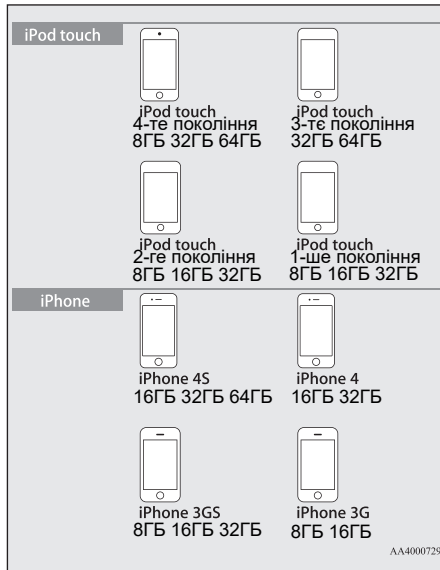 iPod touch
iPod touch
4-те покоління
8ГБ 32ГБ 64ГБ
iPod touch
3-тє покоління
32ГБ 64ГБ
iPod touch
2-ге покоління
8ГБ 16ГБ 32ГБ
iPod touch
1-ше покоління
8ГБ 16ГБ 32ГБ
iPhone
iPhone 4S
16ГБ 32ГБ 64ГБ
iPhone 4
16ГБ 32ГБ
iPhone 3GS
8ГБ 16ГБ 32ГБ
iPhone 3G
8ГБ 16ГБ
AA4000729